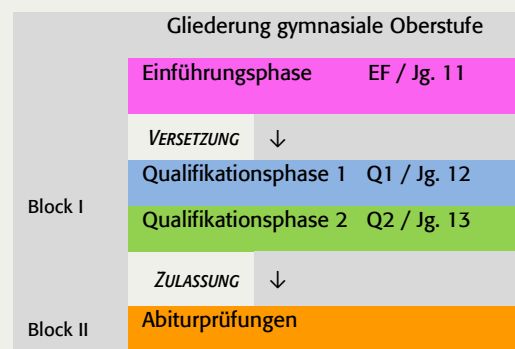 Gliederung gymnasiale Oberstufe
Einführungsphase EF / Jg. 11
VERSETZUNG ↓
Qualifikationsphase 1 Q1 / Jg. 12
Block I
Qualifikationsphase 2 Q2 / Jg. 13
ZULASSUNG ↓
Abiturprüfungen
Block II